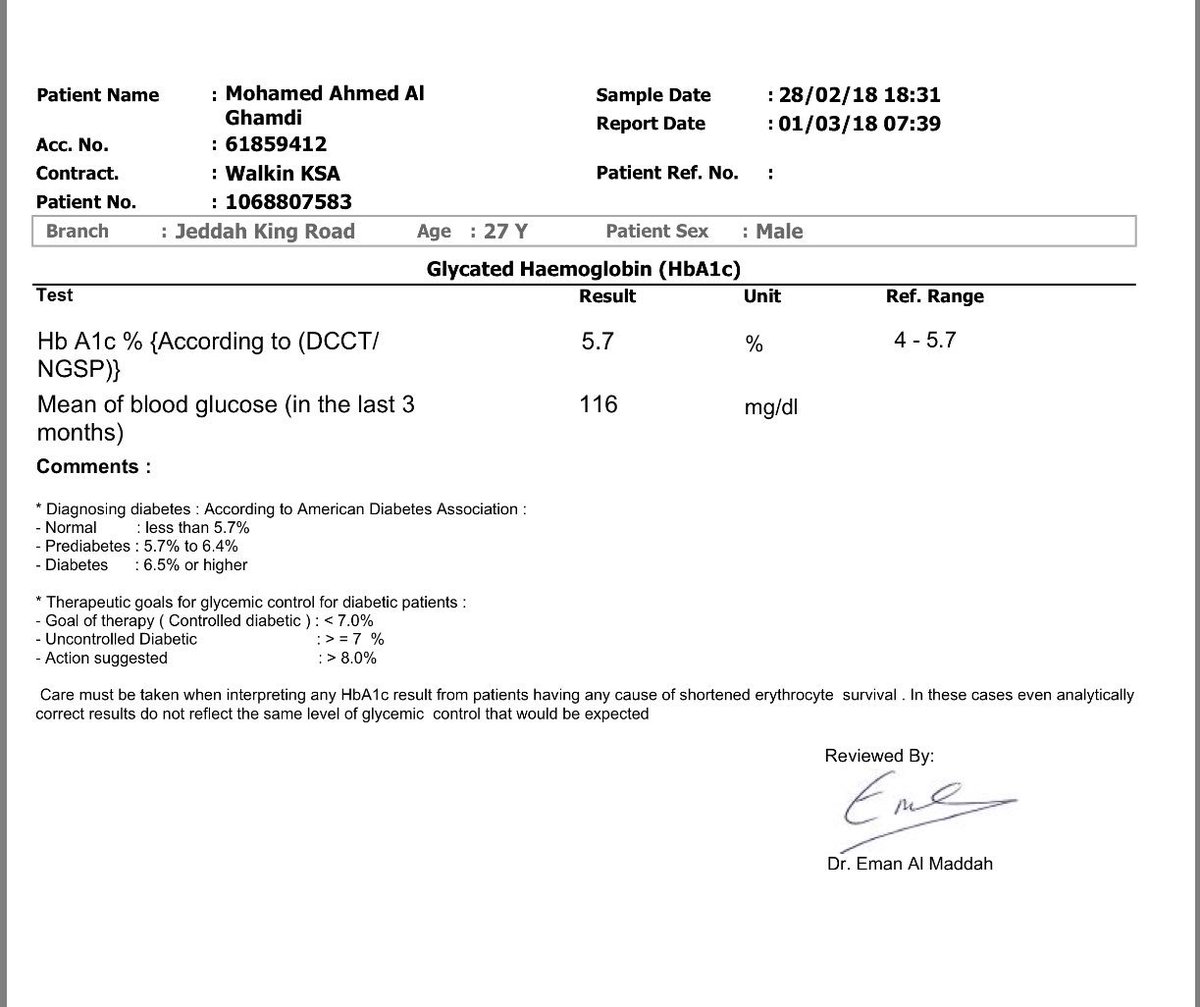 Patient Name : Mohamed Ahmed Al Ghamdi
Sample Date : 28/02/18 18:31
Report Date : 01/03/18 07:39
Acc. No. : 61859412
Contract. : Walkin KSA
Patient Ref. No. :
Patient No. : 1068807583
Branch : Jeddah King Road Age : 27 Y Patient Sex : Male
Glycated Haemoglobin (HbA1c)
Test Result Unit Ref. Range
Hb A1c % {According to (DCCT/ 5.7 % 4 - 5.7
NGSP)}
Mean of blood glucose (in the last 3 116 mg/dl
months)
Comments :
* Diagnosing diabetes : According to American Diabetes Association :
- Normal : less than 5.7%
- Prediabetes : 5.7% to 6.4%
- Diabetes : 6.5% or higher
* Therapeutic goals for glycemic control for diabetic patients :
- Goal of therapy ( Controlled diabetic ) : < 7.0%
- Uncontrolled Diabetic : > = 7 %
- Action suggested : > 8.0%
Care must be taken when interpreting any HbA1c result from patients having any cause of shortened erythrocyte survival . In these cases even analytically
correct results do not reflect the same level of glycemic control that would be expected
Reviewed By:
Dr. Eman Al Maddah